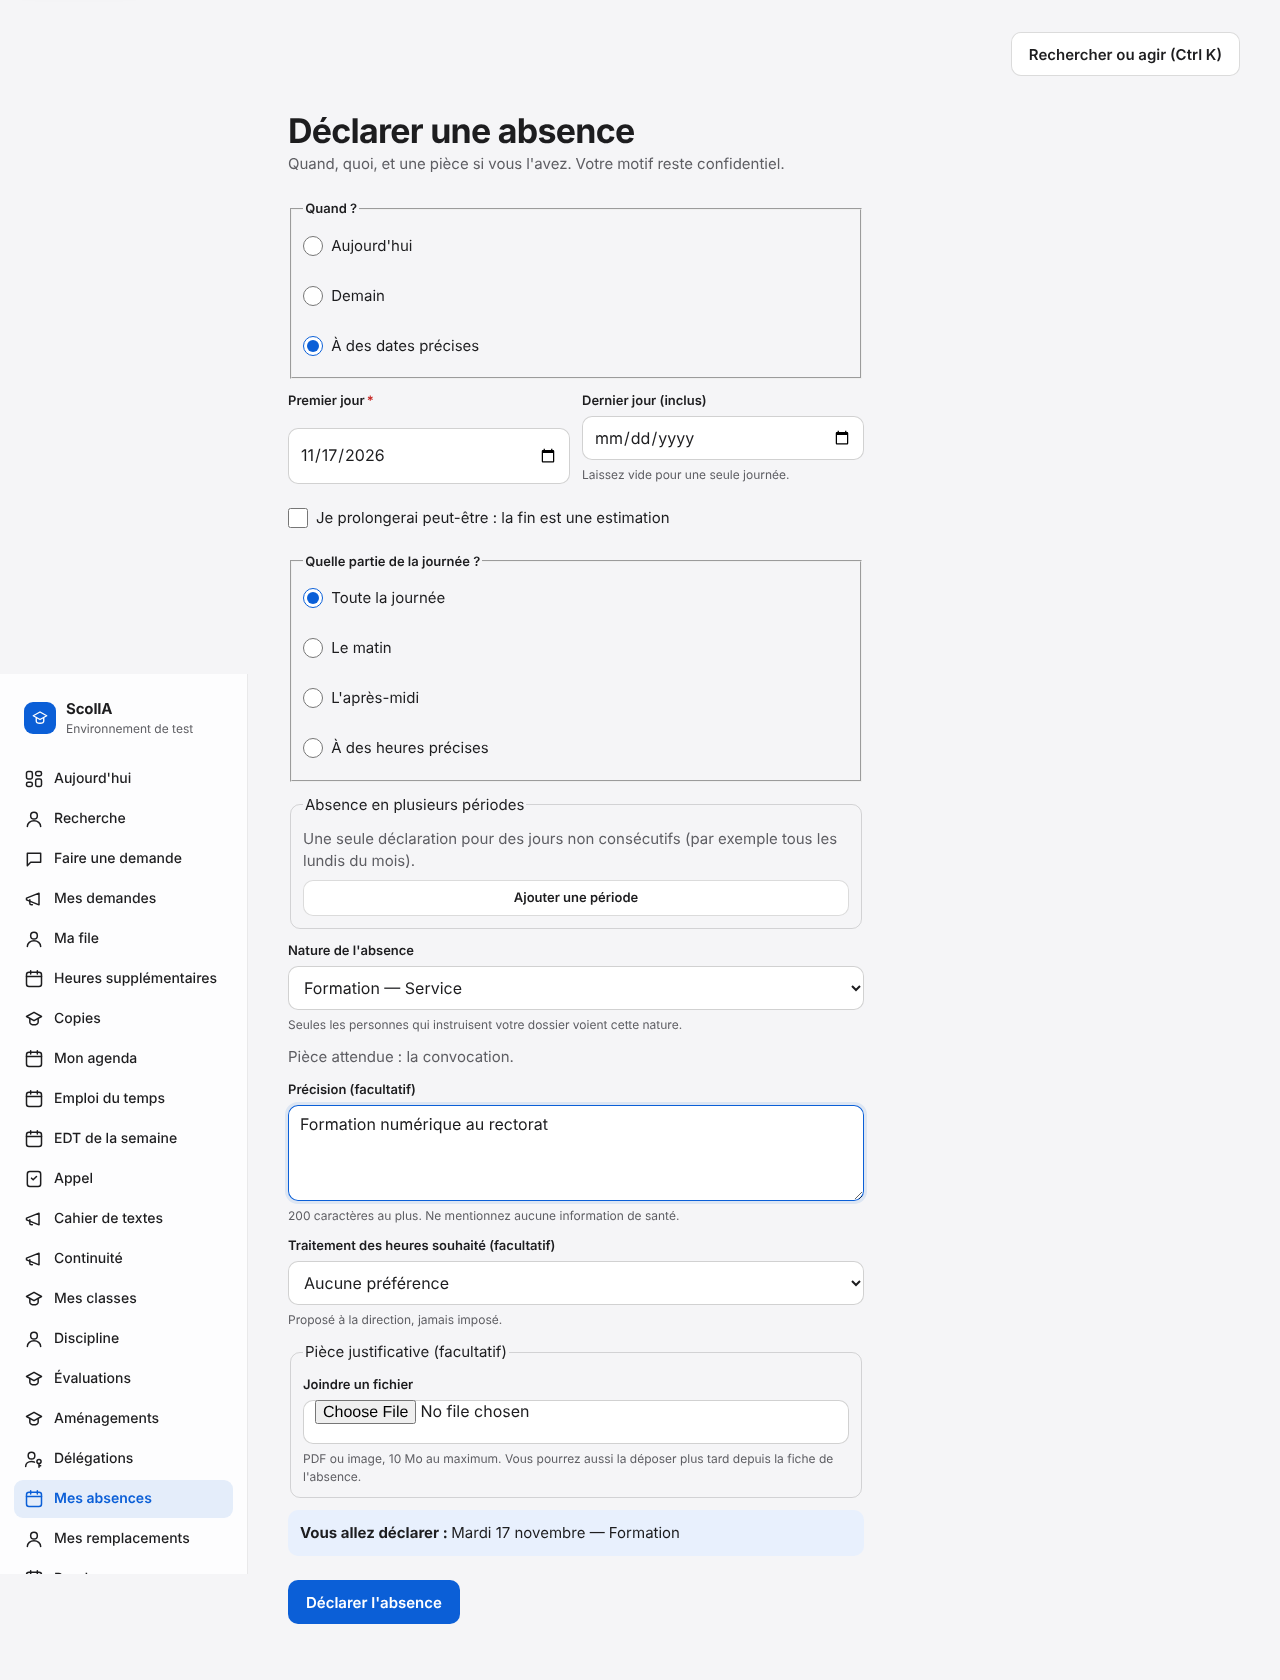 Rechercher ou agir (Ctrl K)
Déclarer une absence
Quand, quoi, et une pièce si vous l'avez. Votre motif reste confidentiel.
Quand ?
Aujourd'hui
Demain
À des dates précises
Premier jour *
11/17/2026
Dernier jour (inclus)
mm/dd/yyyy
Laissez vide pour une seule journée.
Je prolongerai peut-être : la fin est une estimation
Quelle partie de la journée ?
Toute la journée
Le matin
L'après-midi
À des heures précises
Absence en plusieurs périodes
Une seule déclaration pour des jours non consécutifs (par exemple tous les
lundis du mois).
Ajouter une période
Nature de l'absence
Formation — Service
Seules les personnes qui instruisent votre dossier voient cette nature.
Pièce attendue : la convocation.
Précision (facultatif)
Formation numérique au rectorat
200 caractères au plus. Ne mentionnez aucune information de santé.
Traitement des heures souhaité (facultatif)
Aucune préférence
Proposé à la direction, jamais imposé.
Pièce justificative (facultatif)
Joindre un fichier
Choose File No file chosen
PDF ou image, 10 Mo au maximum. Vous pourrez aussi la déposer plus tard depuis la fiche de
l'absence.
Vous allez déclarer : Mardi 17 novembre — Formation
Déclarer l'absence
ScolIA
Environnement de test
Aujourd'hui
Recherche
Faire une demande
Mes demandes
Ma file
Heures supplémentaires
Copies
Mon agenda
Emploi du temps
EDT de la semaine
Appel
Cahier de textes
Continuité
Mes classes
Discipline
Évaluations
Aménagements
Délégations
Mes absences
Mes remplacements